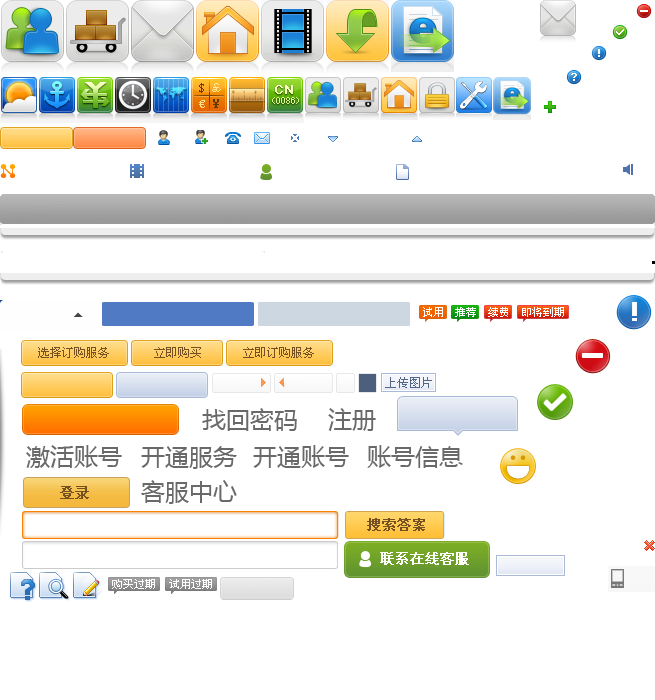 $ €
€ ¥
CN
(0086)
试用 推荐 续费 即将到期
选择订购服务 立即购买 立即订购服务
上传图片
找回密码 注册
激活账号 开通服务 开通账号 账号信息
登录 客服中心
搜索答案
联系在线客服
购买过期 试用过期